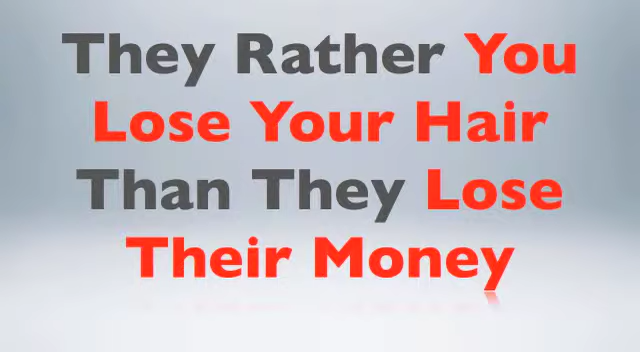 They Rather You
Lose Your Hair
Than They Lose
Their Money